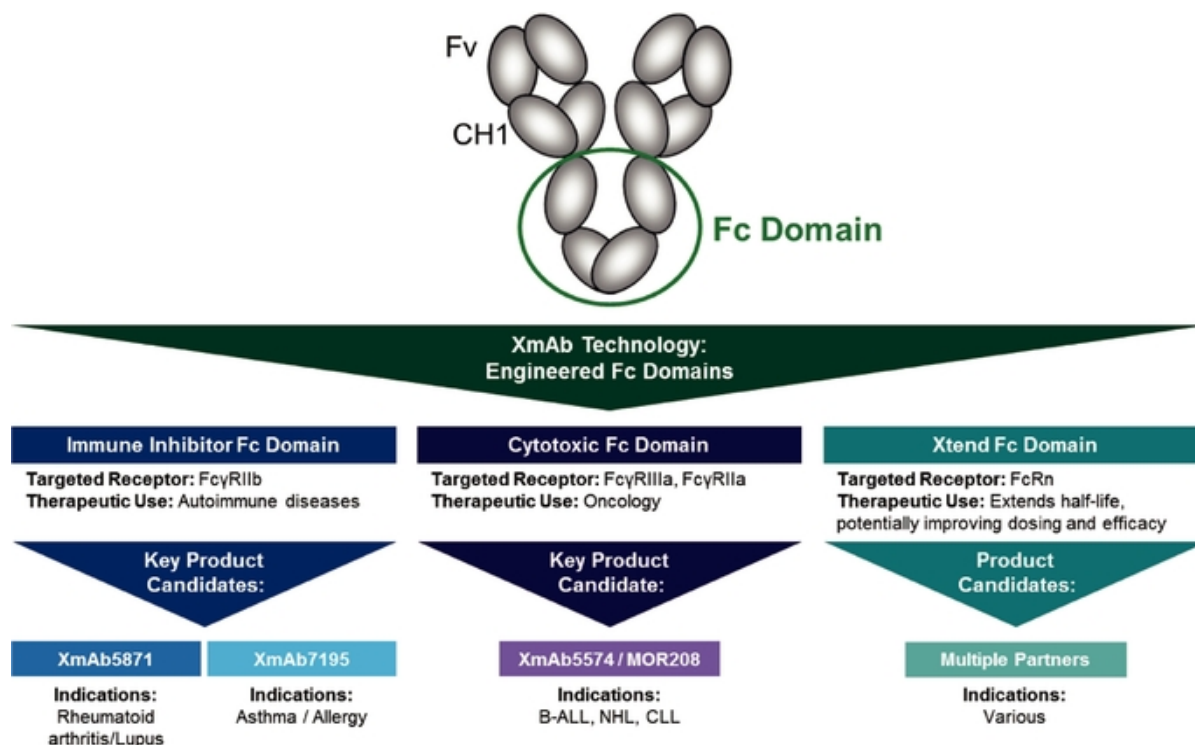 Fv
CH1
Fc Domain
XmAb Technology:
Engineered Fc Domains
Immune Inhibitor Fc Domain
Targeted Receptor: FcγRIIb
Therapeutic Use: Autoimmune diseases
Key Product
Candidates:
XmAb5871
Indications:
Rheumatoid
arthritis/Lupus
XmAb7195
Indications:
Asthma / Allergy
Cytotoxic Fc Domain
Targeted Receptor: FcγRIIIa, FcγRIIa
Therapeutic Use: Oncology
Key Product
Candidate:
XmAb5574 / MOR208
Indications:
B-ALL, NHL, CLL
Xtend Fc Domain
Targeted Receptor: FcRn
Therapeutic Use: Extends half-life,
potentially improving dosing and efficacy
Product
Candidates:
Multiple Partners
Indications:
Various